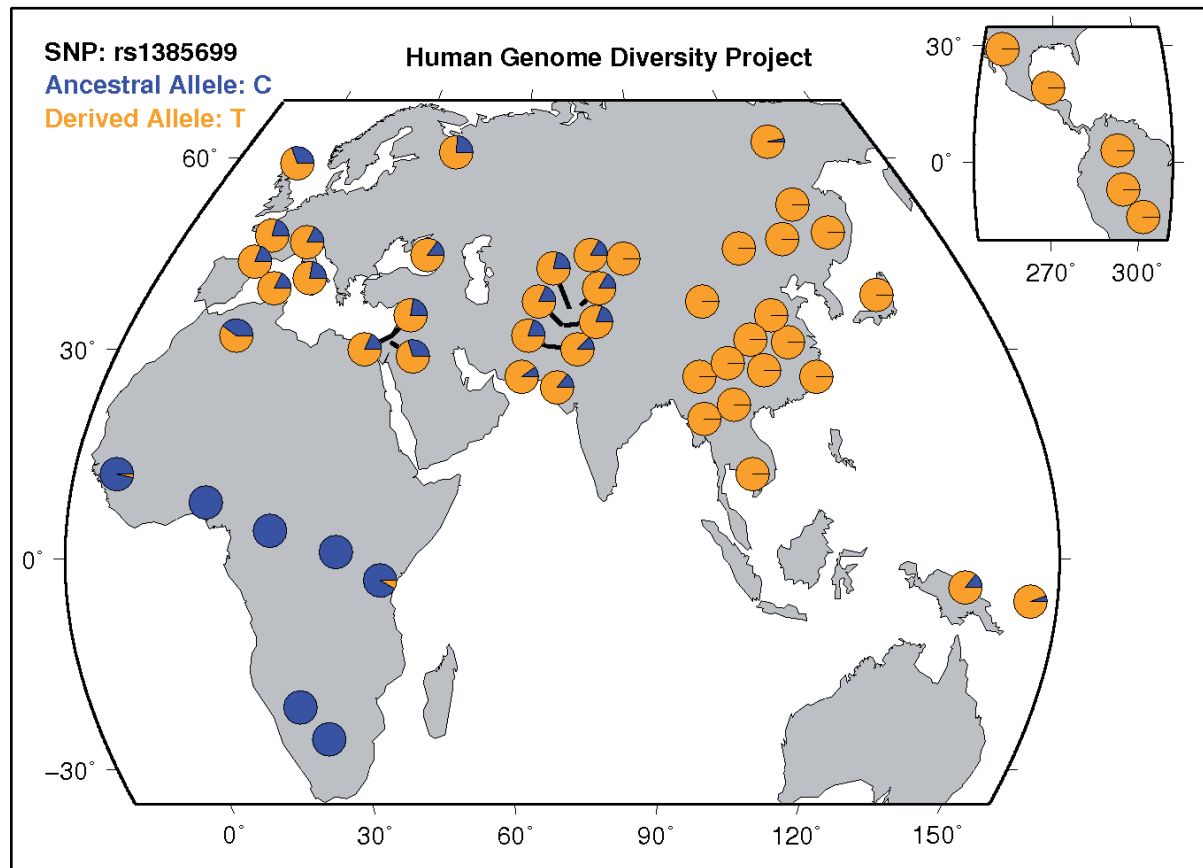 SNP: rs1385699
Human Genome Diversity Project
Ancestral Allele: C
Derived Allele: T
30˚
0˚
270˚ 300˚
60˚
30˚
0˚
−30˚
0˚ 30˚ 60˚ 90˚ 120˚ 150˚